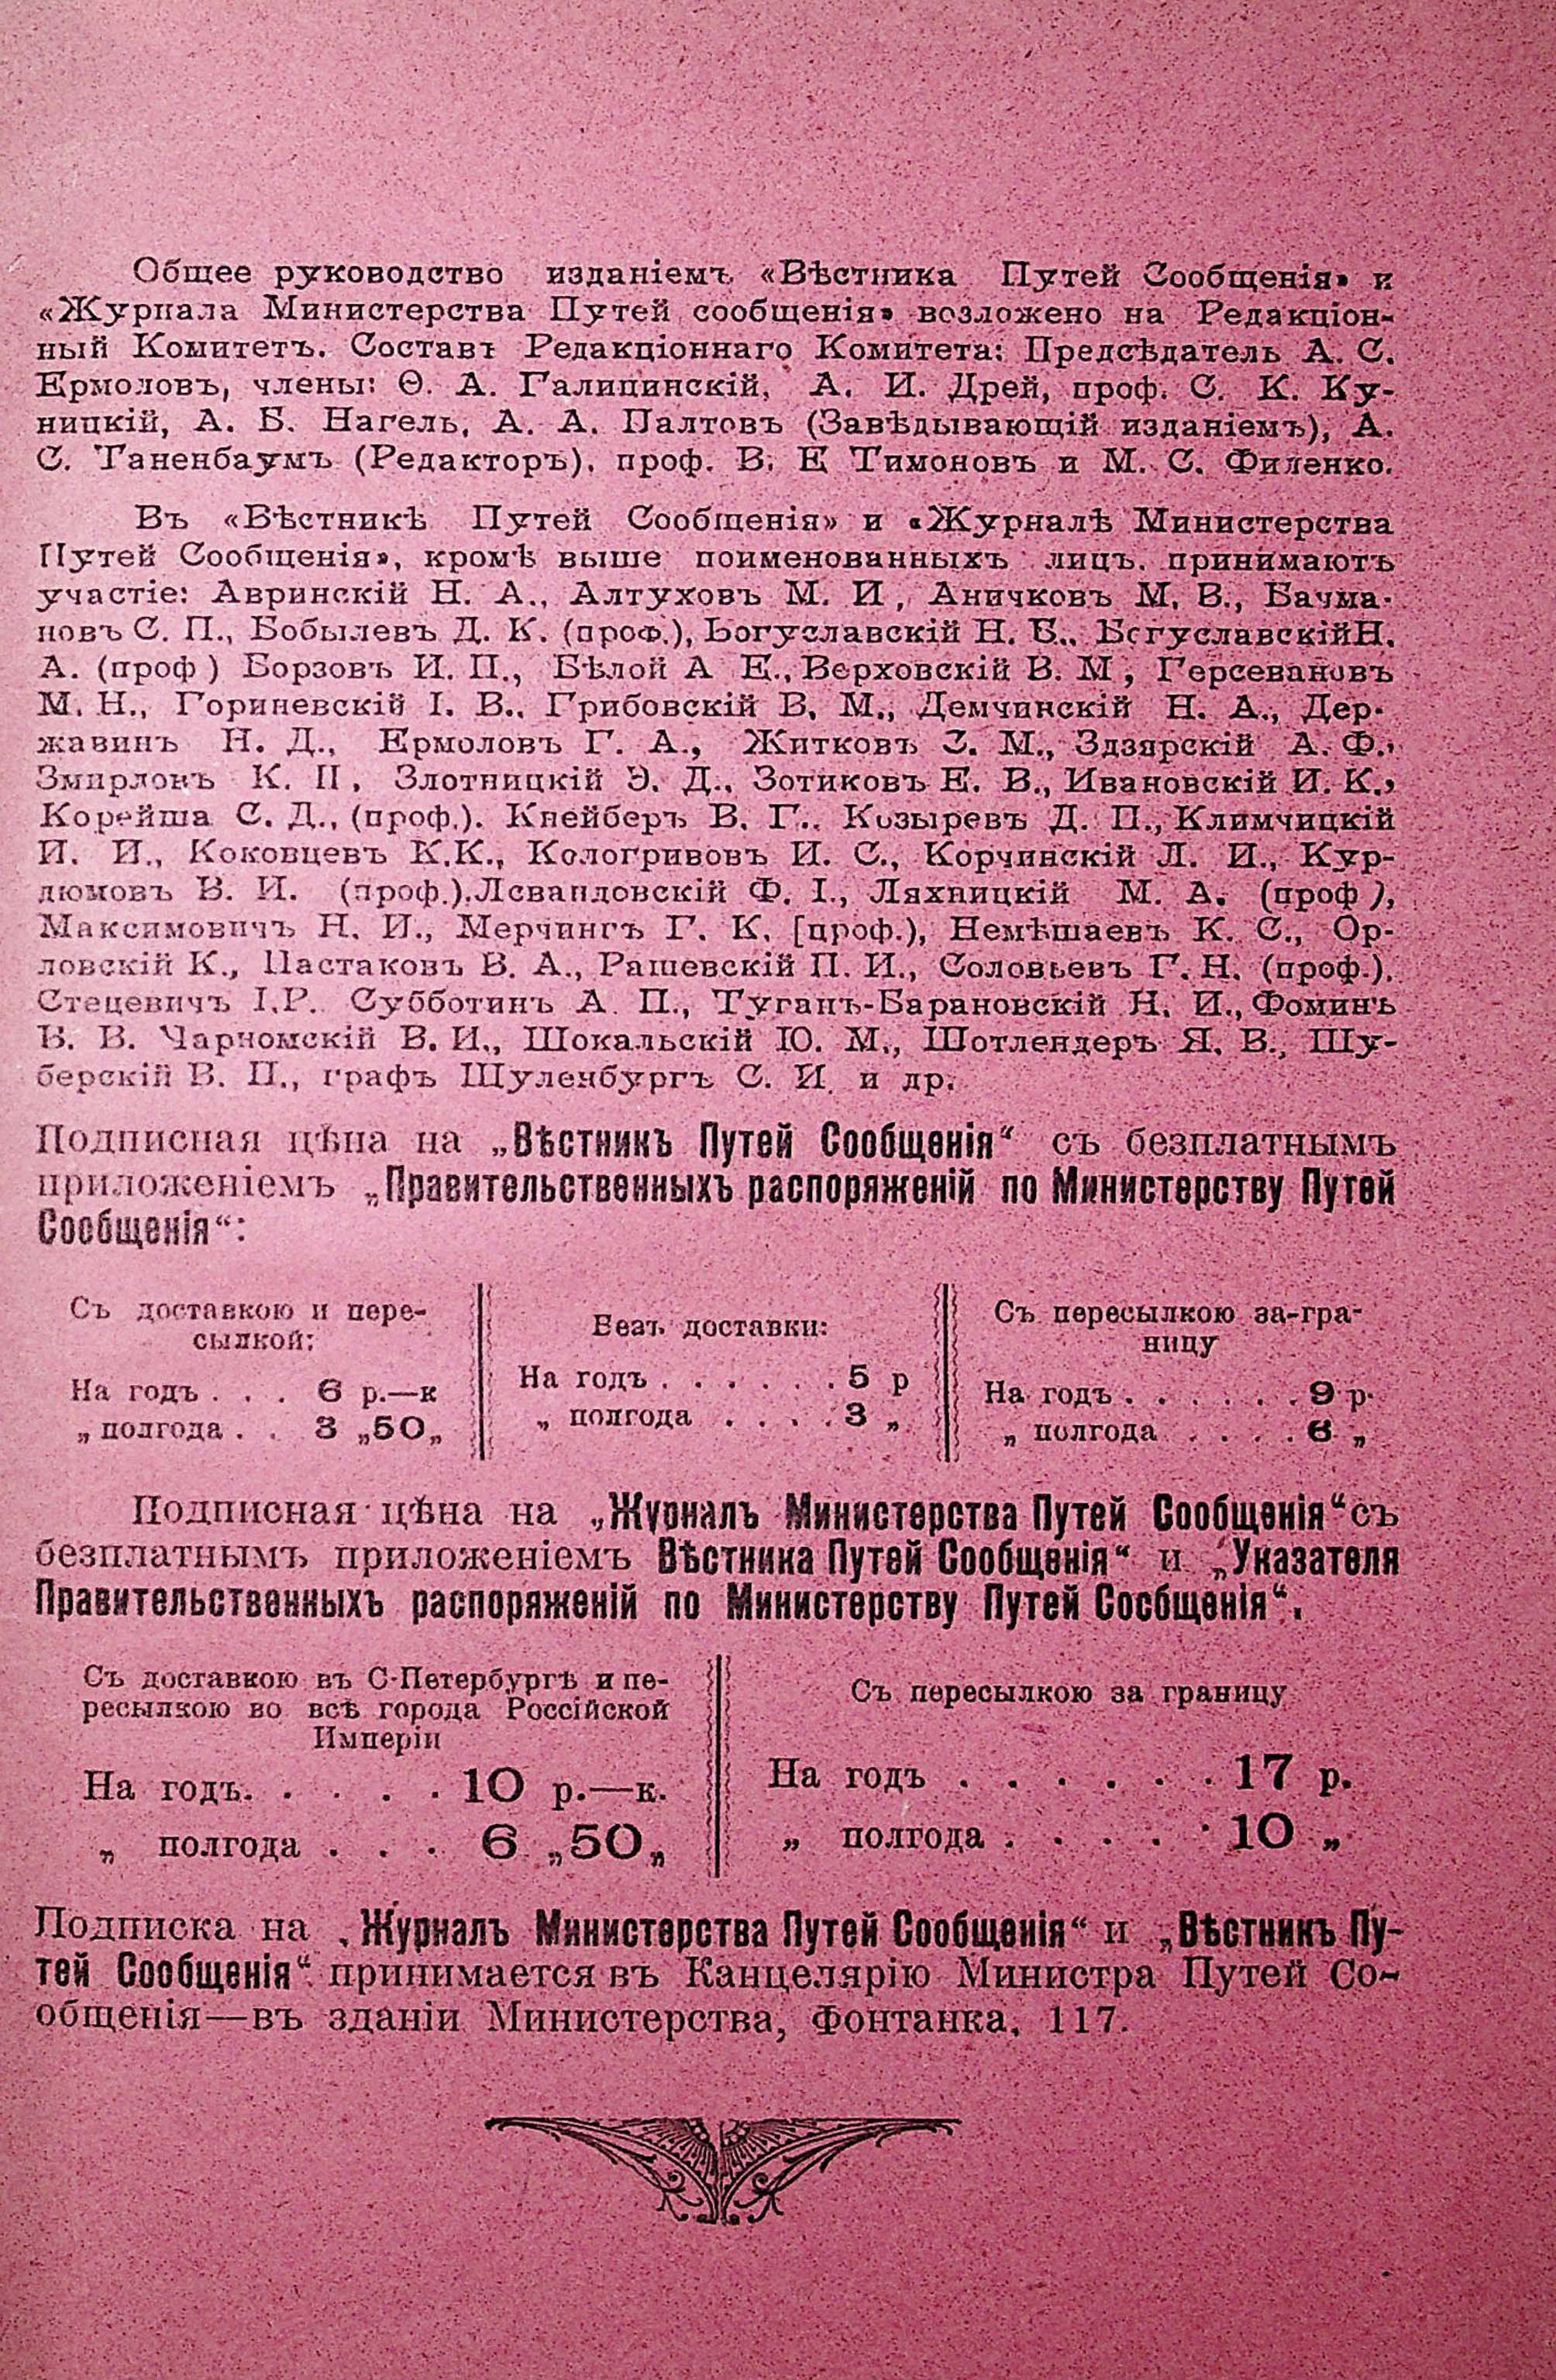 Общее руководство изданіемъ «Вѣстника Путей Сообщенія» и
«Журнала Министерства Путей сообщенія» возложено на Редакціон-
ный Комитетъ. Составъ Редакціоннаго Комитета: Предсѣдатель А. С.
Ермоловъ, члены: Ѳ. А. Галицинскій, А. И. Дрей, проф. С. К. Ку-
ницкій, А. Б. Нагель, А. А. Палтовъ (Завѣдывающій изданіемъ), А.
С. Таненбаумъ (Редакторъ), проф. В. Е Тимоновъ и М. С. Филенко.
Въ «Вѣстникѣ Путей Сообщенія» и «Журналѣ Министерства
Путей Сообщенія», кромѣ выше поименованныхъ лицъ, принимаютъ
участіе: Авринскій Н. А., Алтуховъ М. И., Аничковъ М. В., Бачма-
новъ С. П., Бобылевъ Д. К. (проф.), Богуславскій Н. Б., Богуславскій Н.
А. (проф) Борзовъ И. П., Бѣлой А Е., Верховскій В. М, Герсевановъ
М. Н., Гориневскій І. В., Грибовскій В. М., Демчинскій Н. А., Дер-
жавинъ Н. Д., Ермоловъ Г. А., Житковъ С. М., Здзярскій А. Ф.,
Змирловъ К. П, Злотницкій Э. Д., Зотиковъ Е. В., Ивановскій И. К.,
Корейша С. Д., (проф.). Кнейберъ В. Г., Козыревъ Д. П., Климчицкій
И. И., Коковцевъ К.К., Кологривовъ И. С., Корчинскій Л. И., Кур-
дюмовъ В. И. (проф.), Левандовскій Ф. І., Ляхницкій М. А. (проф),
Максимовичъ Н. И., Мерчингъ Г. К. [проф.), Немѣшаевъ К. С., Ор-
ловскій К., Пастаковъ В. А., Рашевскій П. И., Соловьевъ Г. Н. (проф.),
Стецевичъ І.Р. Субботинъ А. П., Туганъ-Барановскій Н. И., Фоминъ
В. В. Чарномскій В. И., Шокальскій Ю. М., Шотлендеръ Я. В., Шу-
берскій В. П., графъ Шуленбургъ С. И. и др.
Подписная цѣна на „Вѣстникъ Путей Сообщенія“ съ безплатнымъ
приложеніемъ „Правительственныхъ распоряженій по Министерству Путей
Сообщенія“:
Съ доставкою и пере-
сылкой:
На годъ . . . 6 р.—к
„ полгода . . 3 „50„
Безъ доставки:
На годъ . . . . . . 5 р
„ полгода . . . . 3 „
Съ пересылкою за-гра-
ницу
На годъ . . . . . . 9 р.
„ полгода . . . . 6 „
Подписная цѣна на „Журналъ Министерства Путей Сообщенія“ съ
безплатнымъ приложеніемъ Вѣстника Путей Сообщенія“ и „Указателя
Правительственныхъ распоряженій по Министерству Путей Сообщенія“.
Съ доставкою въ С-Петербургѣ и пе-
ресылкою во всѣ города Россійской
Имперіи
На годъ. . . . . 10 р.—к.
„ полгода . . . 6 „50„
Съ пересылкою за границу
На годъ . . . . . . 17 р.
„ полгода . . . . . 10 „
Подписка на „Журналъ Министерства Путей Сообщенія“ и „Вѣстникъ Пу-
тей Сообщенія“ принимается въ Канцелярію Министра Путей Со-
общенія—въ зданіи Министерства, Фонтанка, 117.